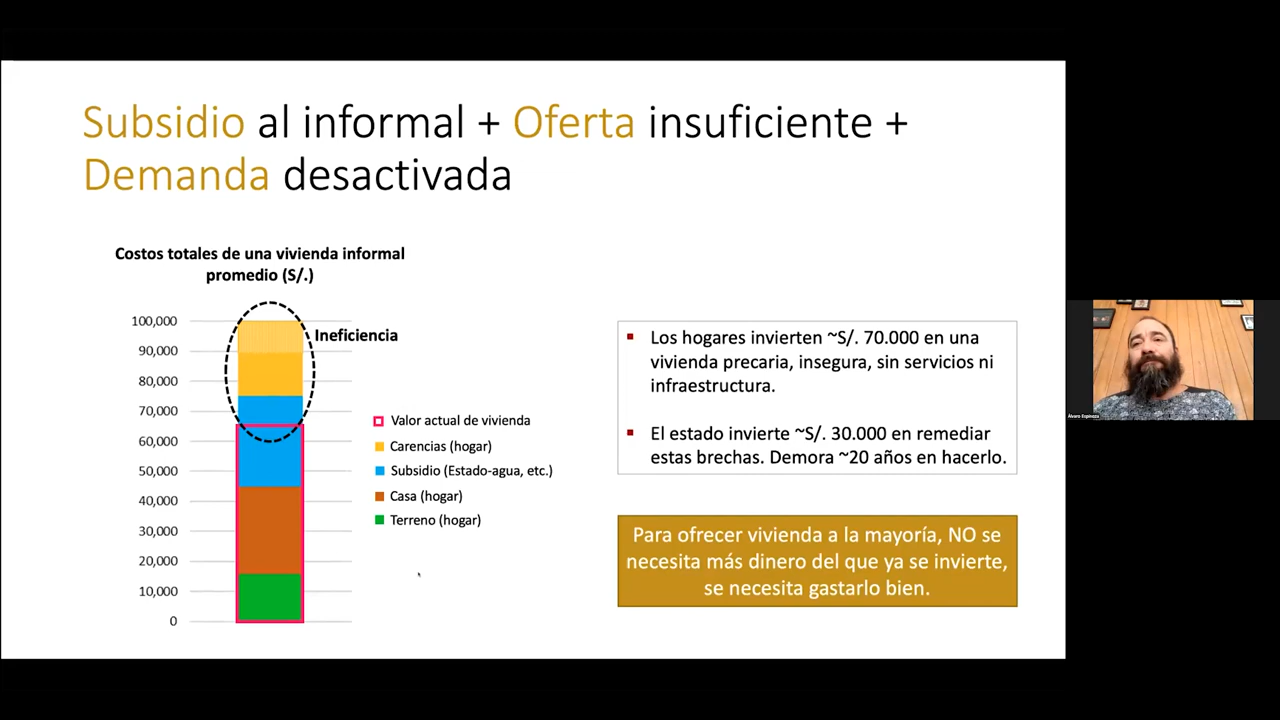 Subsidio al informal + Oferta insuficiente +
Demanda desactivada
Costos totales de una vivienda informal
promedio (S/.)
100,000
90,000
80,000
70,000
60,000
50,000
40,000
30,000
20,000
10,000
0
Ineficiencia
Valor actual de vivienda
Carencias (hogar)
Subsidio (Estado-agua, etc.)
Casa (hogar)
Terreno (hogar)
Los hogares invierten ~S/. 70.000 en una
vivienda precaria, insegura, sin servicios ni
infraestructura.
El estado invierte ~S/. 30.000 en remediar
estas brechas. Demora ~20 años en hacerlo.
Para ofrecer vivienda a la mayoría, NO se
necesita más dinero del que ya se invierte,
se necesita gastarlo bien.
Álvaro Espinoza